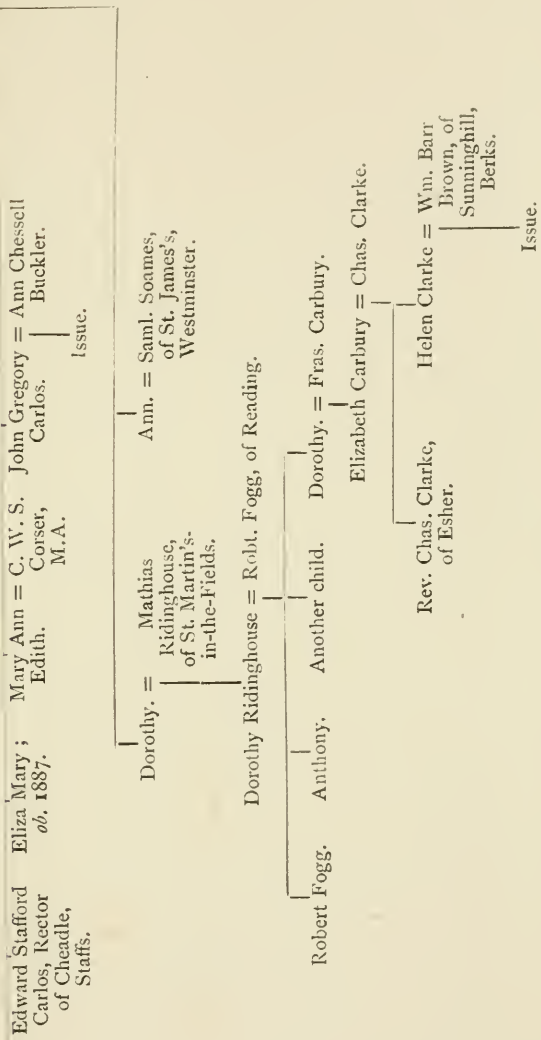 Edward Stafford
Carlos, Rector
of Cheadle,
Staffs.
Eliza Mary ;
ob. 1887.
Mary Ann = C. W. S.
Edith. Corser,
M.A.
John Gregory = Ann Chessell
Carlos. Buckler.
Issue.
Dorothy. = Mathias
Ridinghouse,
of St. Martin's-
in-the-Fields.
Ann. = Saml. Soames,
of St. James's,
Westminster.
Dorothy Ridinghouse = Robt. Fogg, of Reading.
Robert Fogg. Anthony. Another child. Dorothy. = Fras. Carbury.
Elizabeth Carbury = Chas. Clarke.
Rev. Chas. Clarke,
of Esher.
Helen Clarke = Wm. Barr
Brown, of
Sunninghill,
Berks.
Issue.